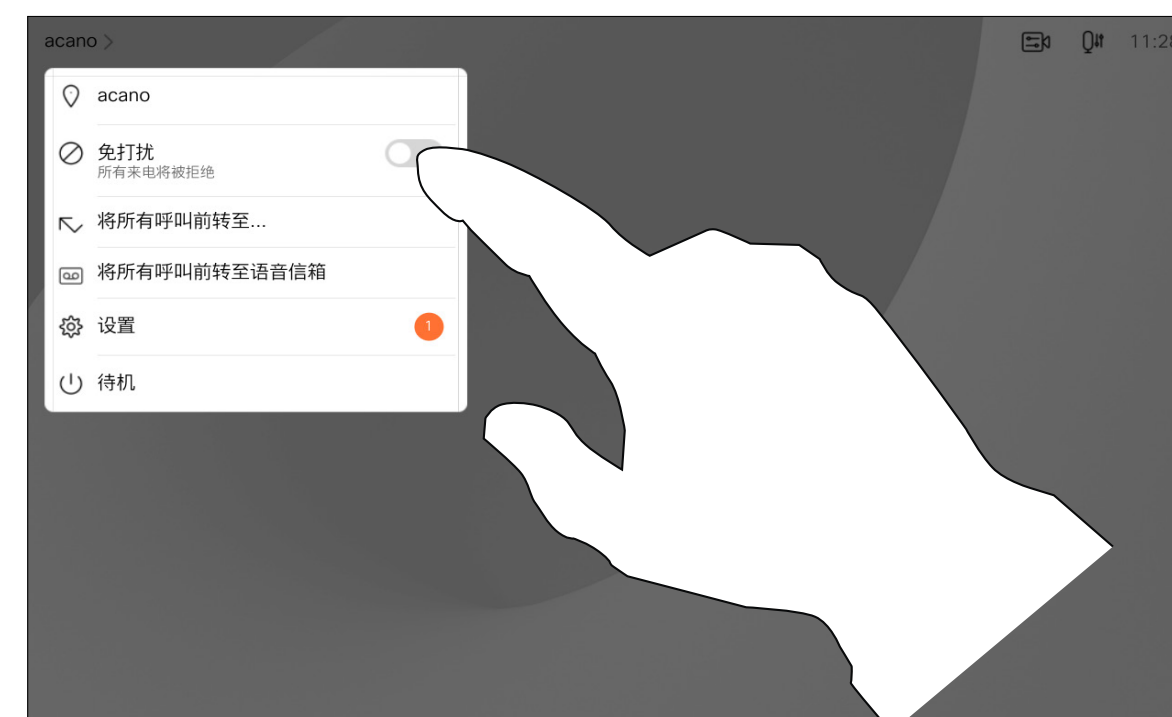 acano >
11:28
acano
免打扰
所有来电将被拒绝
将所有呼叫前转至...
将所有呼叫前转至语音信箱
设置
1
待机